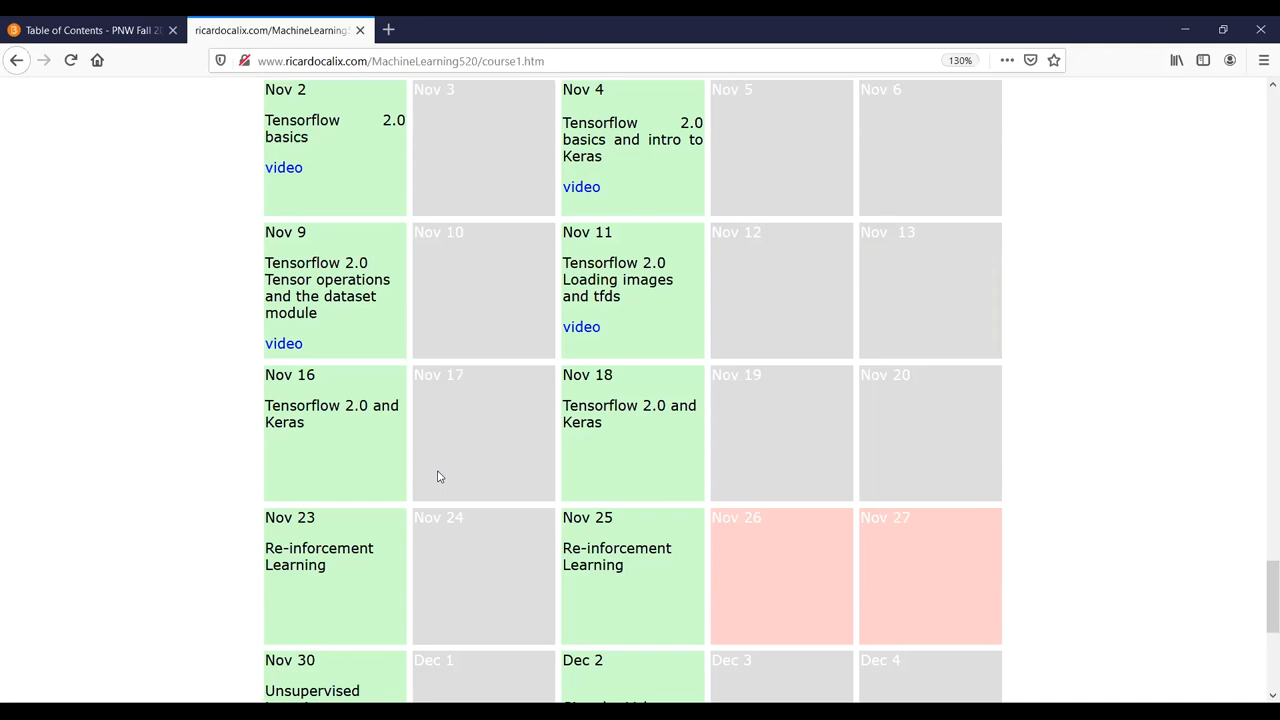 Table of Contents - PNW Fall 20
ricardocalix.com/MachineLearning5
www.ricardocalix.com/MachineLearning520/course1.htm
130%
Nov 2
Nov 3
Nov 4
Nov 5
Nov 6
Tensorflow 2.0
basics
video
Tensorflow 2.0
basics and intro to
Keras
video
Nov 9
Nov 10
Nov 11
Nov 12
Nov 13
Tensorflow 2.0
Tensor operations
and the dataset
module
video
Tensorflow 2.0
Loading images
and tfds
video
Nov 16
Nov 17
Nov 18
Nov 19
Nov 20
Tensorflow 2.0 and
Keras
Tensorflow 2.0 and
Keras
Nov 23
Nov 24
Nov 25
Nov 26
Nov 27
Re-inforcement
Learning
Re-inforcement
Learning
Nov 30
Dec 1
Dec 2
Dec 3
Dec 4
Unsupervised